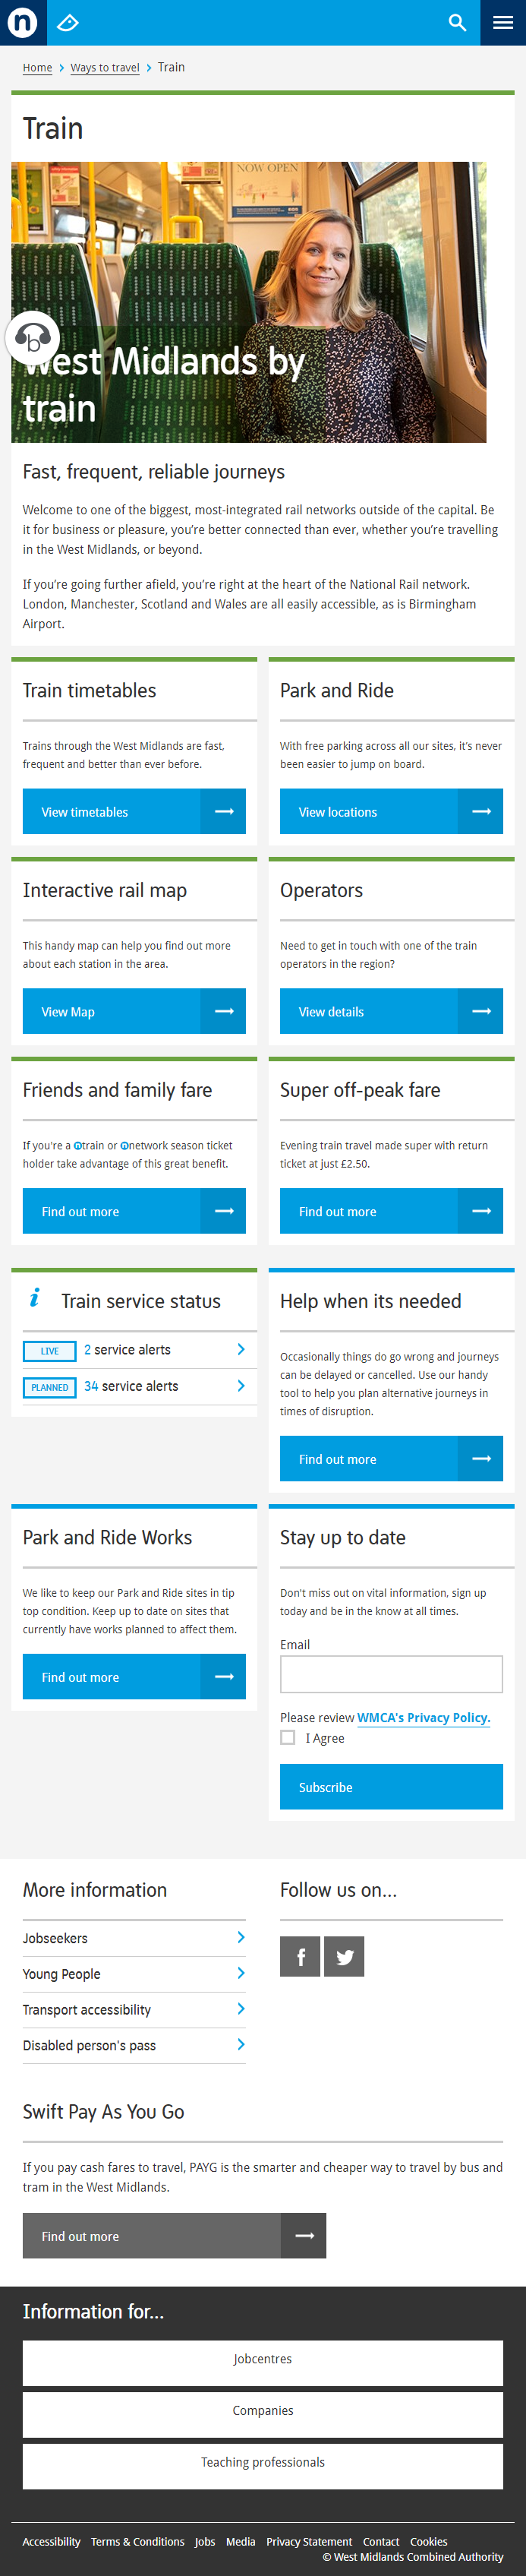 n
Home > Ways to travel > Train
Train
NOW OPEN
b
West Midlands by
train
Fast, frequent, reliable journeys
Welcome to one of the biggest, most-integrated rail networks outside of the capital. Be
it for business or pleasure, you're better connected than ever, whether you're travelling
in the West Midlands, or beyond.
If you're going further afield, you're right at the heart of the National Rail network.
London, Manchester, Scotland and Wales are all easily accessible, as is Birmingham
Airport.
Train timetables
Trains through the West Midlands are fast,
frequent and better than ever before.
View timetables
Park and Ride
With free parking across all our sites, it's never
been easier to jump on board.
View locations
Interactive rail map
This handy map can help you find out more
about each station in the area.
View Map
Operators
Need to get in touch with one of the train
operators in the region?
View details
Friends and family fare
If you're a ntrain or nnetwork season ticket
holder take advantage of this great benefit.
Find out more
Super off-peak fare
Evening train travel made super with return
ticket at just £2.50.
Find out more
i Train service status
LIVE 2 service alerts
PLANNED 34 service alerts
Help when its needed
Occasionally things do go wrong and journeys
can be delayed or cancelled. Use our handy
tool to help you plan alternative journeys in
times of disruption.
Find out more
Park and Ride Works
We like to keep our Park and Ride sites in tip
top condition. Keep up to date on sites that
currently have works planned to affect them.
Find out more
Stay up to date
Don't miss out on vital information, sign up
today and be in the know at all times.
Email
Please review WMCA's Privacy Policy.
I Agree
Subscribe
More information
Jobseekers
Young People
Transport accessibility
Disabled person's pass
Follow us on...
f
Swift Pay As You Go
If you pay cash fares to travel, PAYG is the smarter and cheaper way to travel by bus and
tram in the West Midlands.
Find out more
Information for...
Jobcentres
Companies
Teaching professionals
Accessibility Terms & Conditions Jobs Media Privacy Statement Contact Cookies
© West Midlands Combined Authority